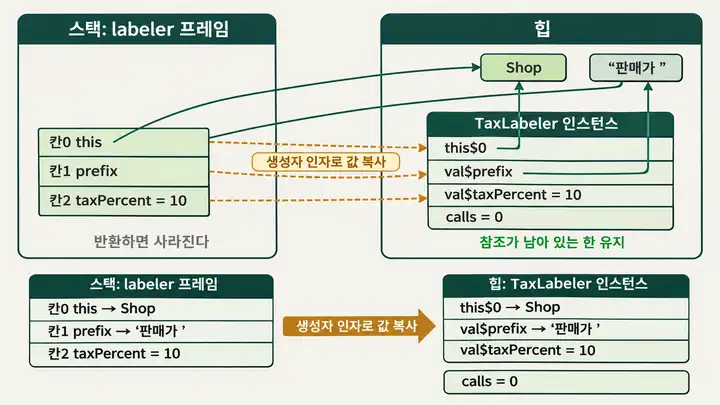 스택: labeler 프레임
칸0 this
칸1 prefix
칸2 taxPercent = 10
반환하면 사라진다
생성자 인자로 값 복사
힙
Shop
“판매가 ”
TaxLabeler 인스턴스
this$0
val$prefix
val$taxPercent = 10
calls = 0
참조가 남아 있는 한 유지
스택: labeler 프레임
칸0 this → Shop
칸1 prefix → ‘판매가 ’
칸2 taxPercent = 10
생성자 인자로 값 복사
힙: TaxLabeler 인스턴스
this$0 → Shop
val$prefix → ‘판매가 ’
val$taxPercent = 10
calls = 0